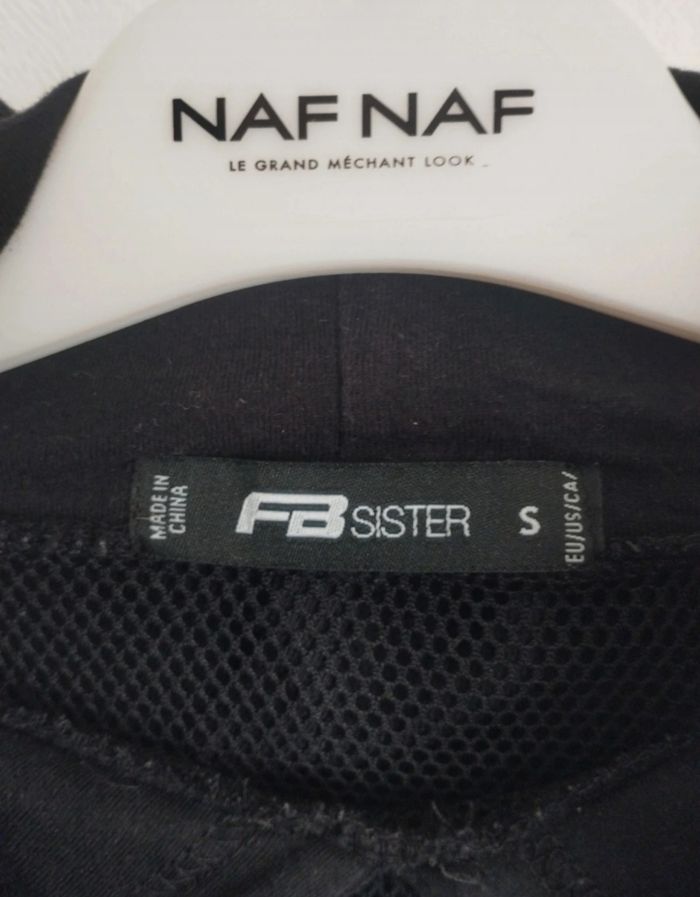 NAF NAF
LE GRAND MÉCHANT LOOK
MADE IN
CHINA
FB SISTER
S
EU/US/CA/